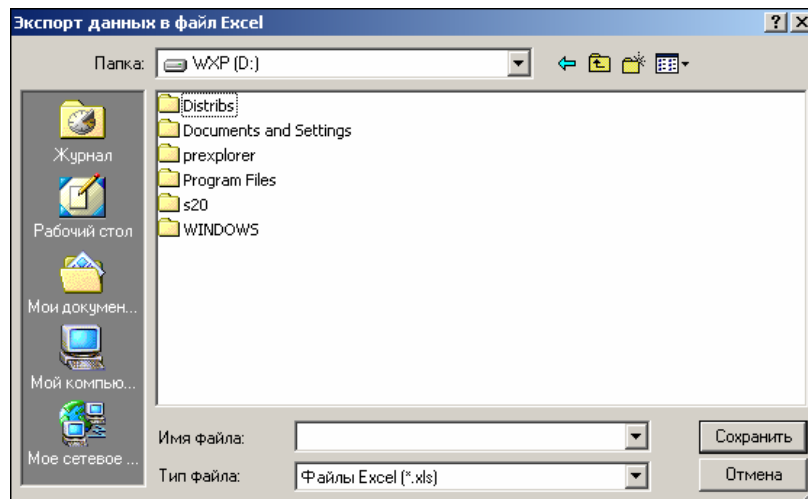 Экспорт данных в файл Excel
Папка: WXP (D:)
Журнал
Рабочий стол
Мои докумен...
Мой компью...
Мое сетевое ...
Distribs
Documents and Settings
prexplorer
Program Files
s20
WINDOWS
Имя файла:
Сохранить
Тип файла: Файлы Excel (*.xls)
Отмена